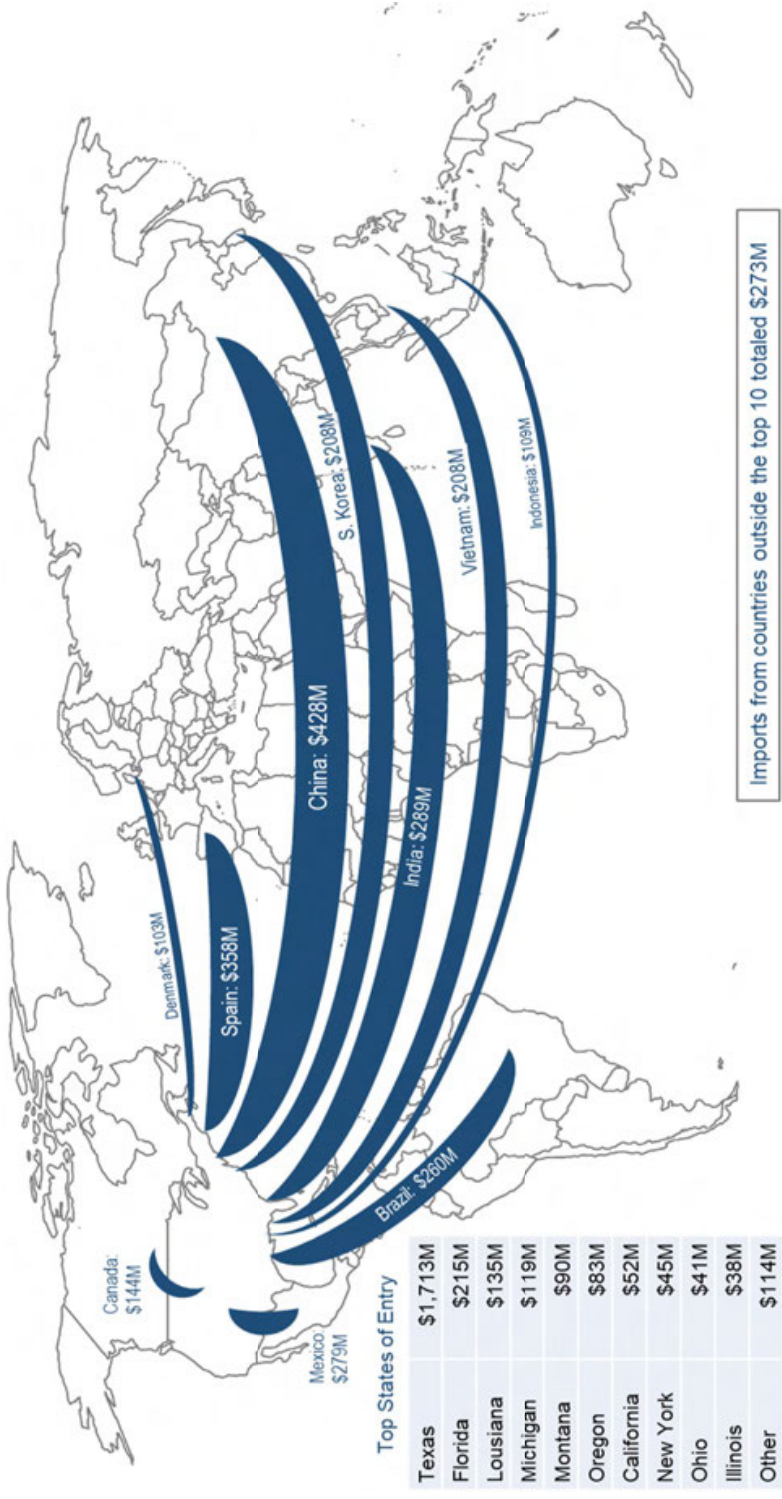 Canada:
$144M
Mexico:
$279M
Denmark: $103M
Spain: $358M
China: $428M
S. Korea: $208M
India: $289M
Vietnam: $208M
Indonesia: $109M
Brazil: $260M
Top States of Entry
Texas $1,713M
Florida $215M
Lousiana $135M
Michigan $119M
Montana $90M
Oregon $83M
California $52M
New York $45M
Ohio $41M
Illinois $38M
Other $114M
Imports from countries outside the top 10 totaled $273M